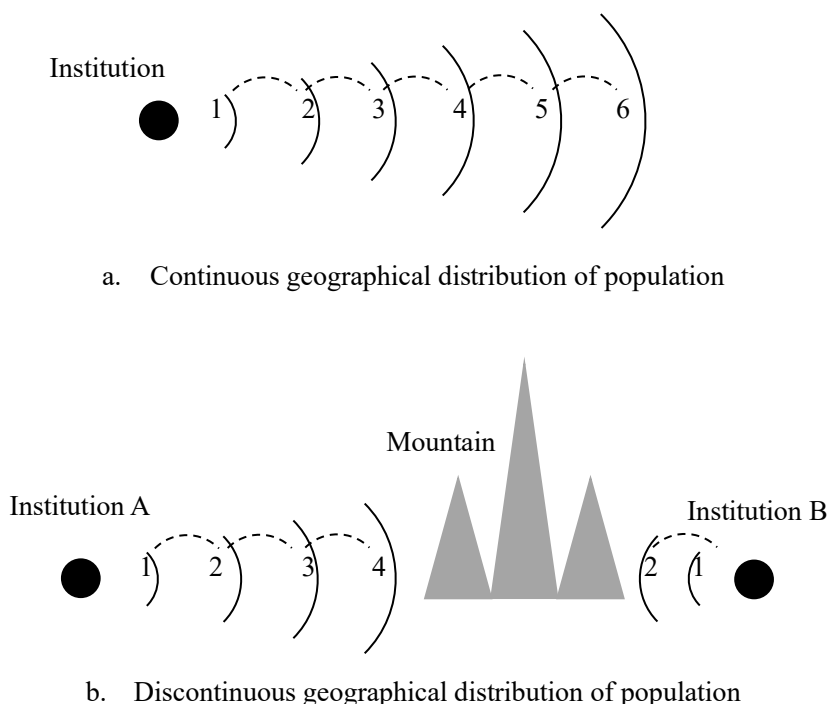 Institution
1 2 3 4 5 6
a. Continuous geographical distribution of population
Mountain
Institution A
Institution B
1 2 3 4 2 1
b. Discontinuous geographical distribution of population